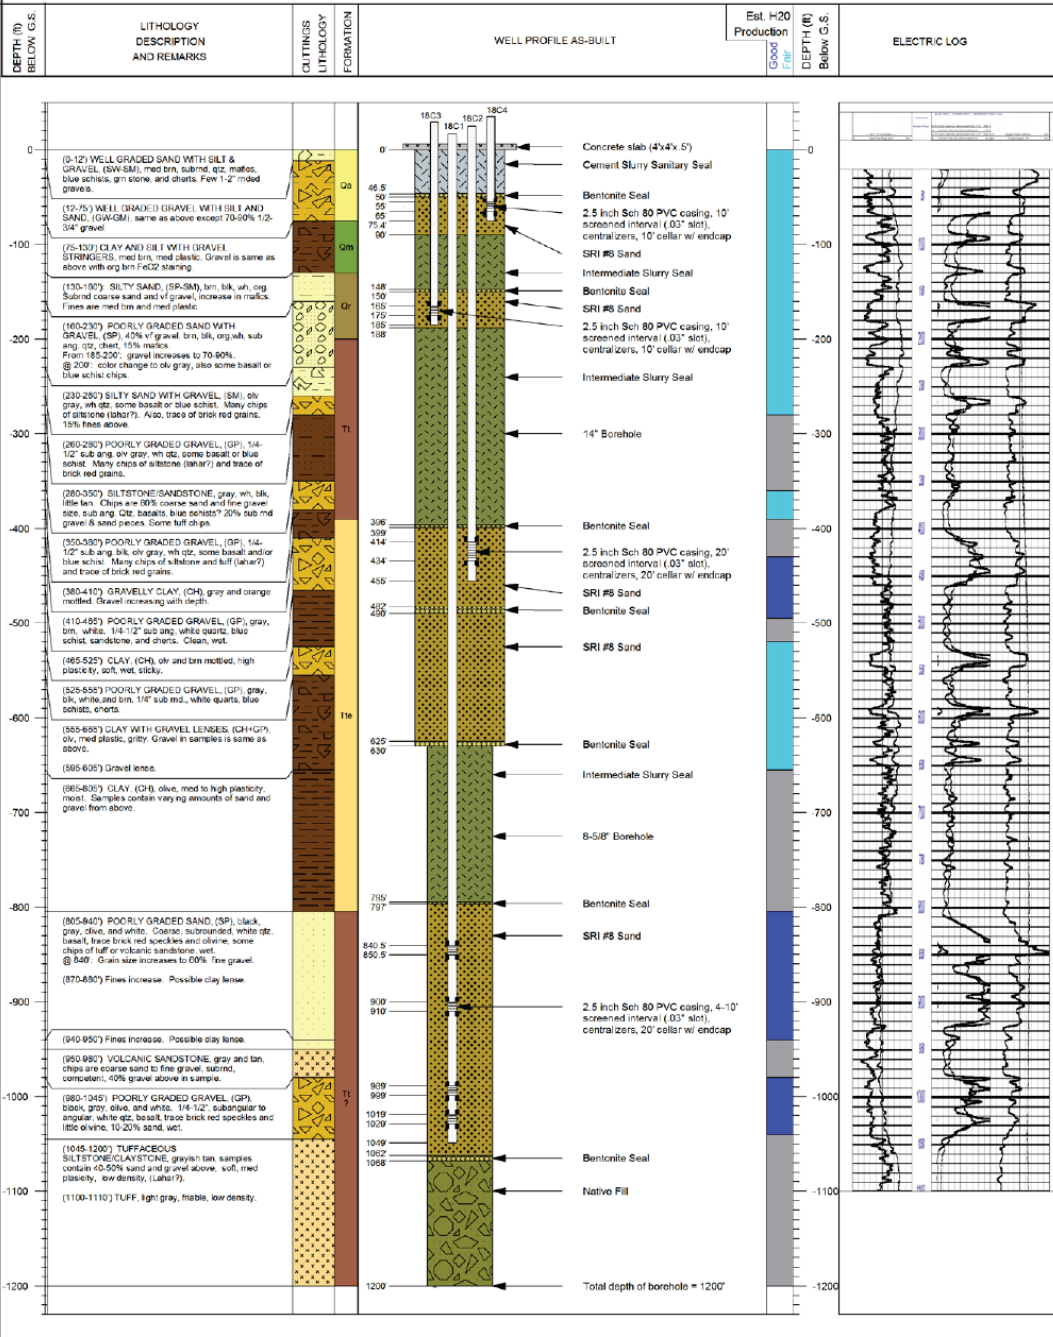 DEPTH (ft)
BELOW G.S.
LITHOLOGY
DESCRIPTION
AND REMARKS
CUTTINGS
LITHOLOGY
FORMATION
WELL PROFILE AS-BUILT
Est. H20
Production
Good
Fair
DEPTH (ft)
Below G.S.
ELECTRIC LOG
0
-100
-200
-300
-400
-500
-600
-700
-800
-900
-1000
-1100
-1200
(0-12') WELL GRADED SAND WITH SILT &
GRAVEL, (SW-SM), med brn, subrnd, qtz, mafics,
blue schists, grn stone, and cherts. Few 1-2" rnded
gravels.
(12-75') WELL GRADED GRAVEL WITH SILT AND
SAND, (GW-GM), same as above except 70-90% 1/2-
3/4" gravel
(75-130') CLAY AND SILT WITH GRAVEL
STRINGERS, med brn, med plastic. Gravel is same as
above with org brn FeO2 staining.
(130-160'): SILTY SAND, (SP-SM), brn, blk, wh, org.
Subrnd coarse sand and vf gravel, increase in mafics.
Fines are med brn and med plastic
(160-230') POORLY GRADED SAND WITH
GRAVEL, (SP), 40% vf gravel. brn, blk, org,wh, sub
ang. qtz, chert, 15% mafics.
From 185-200': gravel increases to 70-90%.
@ 200': color change to olv gray, also some basalt or
blue schist chips.
(230-260') SILTY SAND WITH GRAVEL, (SM), olv
gray, wh qtz, some basalt or blue schist. Many chips
of siltstone (lahar?). Also, trace of brick red grains.
15% fines above.
(260-280') POORLY GRADED GRAVEL, (GP), 1/4-
1/2" sub ang. olv gray, wh qtz, some basalt or blue
schist. Many chips of siltstone (lahar?) and trace of
brick red grains.
(280-350') SILTSTONE/SANDSTONE, gray, wh, blk,
little tan. Chips are 80% coarse sand and fine gravel
size, sub ang. Qtz, basalts, blue schists? 20% sub rnd
gravel & sand pieces. Some tuff chips.
(350-380') POORLY GRADED GRAVEL, (GP), 1/4-
1/2" sub ang. blk, olv gray, wh qtz, some basalt and/or
blue schist. Many chips of siltstone and tuff (lahar?)
and trace of brick red grains.
(380-410') GRAVELLY CLAY, (CH), gray and orange
mottled. Gravel increasing with depth.
(410-465') POORLY GRADED GRAVEL, (GP), gray,
brn, white. 1/4-1/2" sub ang, white quartz, blue
schist, sandstone, and cherts. Clean, wet.
(465-525') CLAY, (CH), olv and brn mottled, high
plasticity, soft, wet, sticky.
(525-555') POORLY GRADED GRAVEL, (GP), gray,
blk, white,and brn. 1/4" sub rnd., white quarts, blue
schists, cherts.
(555-665') CLAY WITH GRAVEL LENSES, (CH+GP),
olv, med plastic, gritty. Gravel in samples is same as
above.
(595-605') Gravel lense.
(665-805') CLAY, (CH), olive, med to high plasticity,
moist. Samples contain varying amounts of sand and
gravel from above.
(805-940') POORLY GRADED SAND, (SP), black,
gray, olive, and white. Coarse, subrounded, white qtz,
basalt, trace brick red speckles and olivine, some
chips of tuff or volcanic sandstone, wet.
@ 840': Grain size increases to 60% fine gravel.
(870-880') Fines increase. Possible clay lense.
(940-950') Fines increase. Possible clay lense.
(950-980') VOLCANIC SANDSTONE, gray and tan,
chips are coarse sand to fine gravel, subrnd,
competent, 40% gravel above in sample.
(980-1045') POORLY GRADED GRAVEL, (GP),
black, gray, olive, and white. 1/4-1/2", subangular to
angular, white qtz, basalt, trace brick red speckles and
little olivine, 10-20% sand, wet.
(1045-1200') TUFFACEOUS
SILTSTONE/CLAYSTONE, grayish tan, samples
contain 40-50% sand and gravel above, soft, med
plasicity, low density, (Lahar?).
(1100-1110') TUFF, light gray, friable, low density.
Qa
Qm
Qr
Tt
Tte
Tt
?
18C3
18C1
18C2
18C4
0'
46.5'
50'
55'
65'
75.4'
90'
148'
150'
165'
175'
185'
188'
396'
399'
414'
434'
455'
482'
490'
625'
630'
795'
797'
840.5'
850.5'
900'
910'
989'
999'
1019'
1029'
1049'
1062'
1068'
1200'
Concrete slab (4'x4'x.5')
Cement Slurry Sanitary Seal
Bentonite Seal
2.5 inch Sch 80 PVC casing, 10'
screened interval (.03" slot),
centralizers, 10' cellar w/ endcap
SRI #8 Sand
Intermediate Slurry Seal
Bentonite Seal
SRI #8 Sand
2.5 inch Sch 80 PVC casing, 10'
screened interval (.03" slot),
centralizers, 10' cellar w/ endcap
Intermediate Slurry Seal
14" Borehole
Bentonite Seal
2.5 inch Sch 80 PVC casing, 20'
screened interval (.03" slot),
centralizers, 20' cellar w/ endcap
SRI #8 Sand
Bentonite Seal
SRI #8 Sand
Bentonite Seal
Intermediate Slurry Seal
8-5/8" Borehole
Bentonite Seal
SRI #8 Sand
2.5 inch Sch 80 PVC casing, 4-10'
screened interval (.03" slot),
centralizers, 20' cellar w/ endcap
Bentonite Seal
Native Fill
Total depth of borehole = 1200'
0
-100
-200
-300
-400
-500
-600
-700
-800
-900
-1000
-1100
-1200